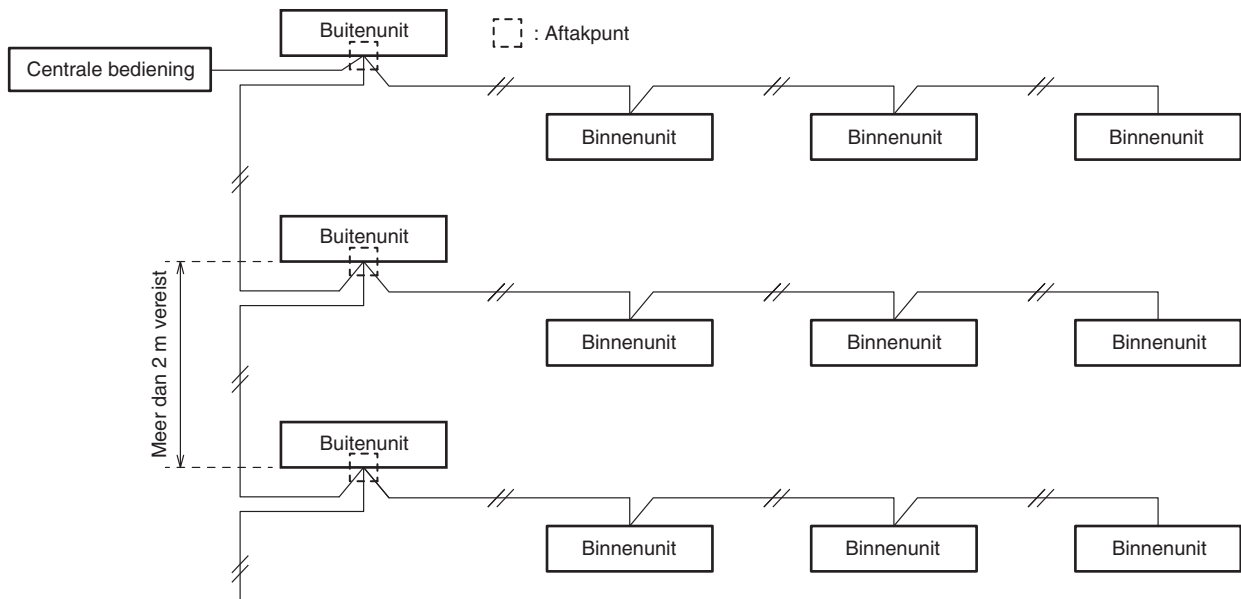 Buitenunit
: Aftakpunt
Centrale bediening
Binnenunit
Binnenunit
Binnenunit
Buitenunit
Meer dan 2 m vereist
Binnenunit
Binnenunit
Binnenunit
Buitenunit
Binnenunit
Binnenunit
Binnenunit